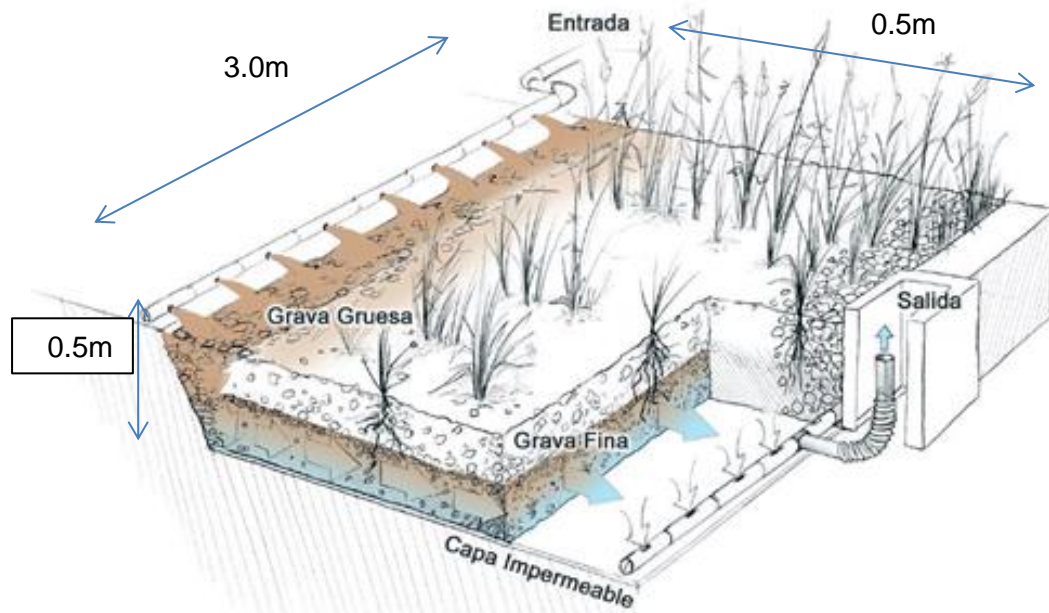 Entrada
0.5m
3.0m
Grava Gruesa
Salida
0.5m
Grava Fina
Capa Impermeable